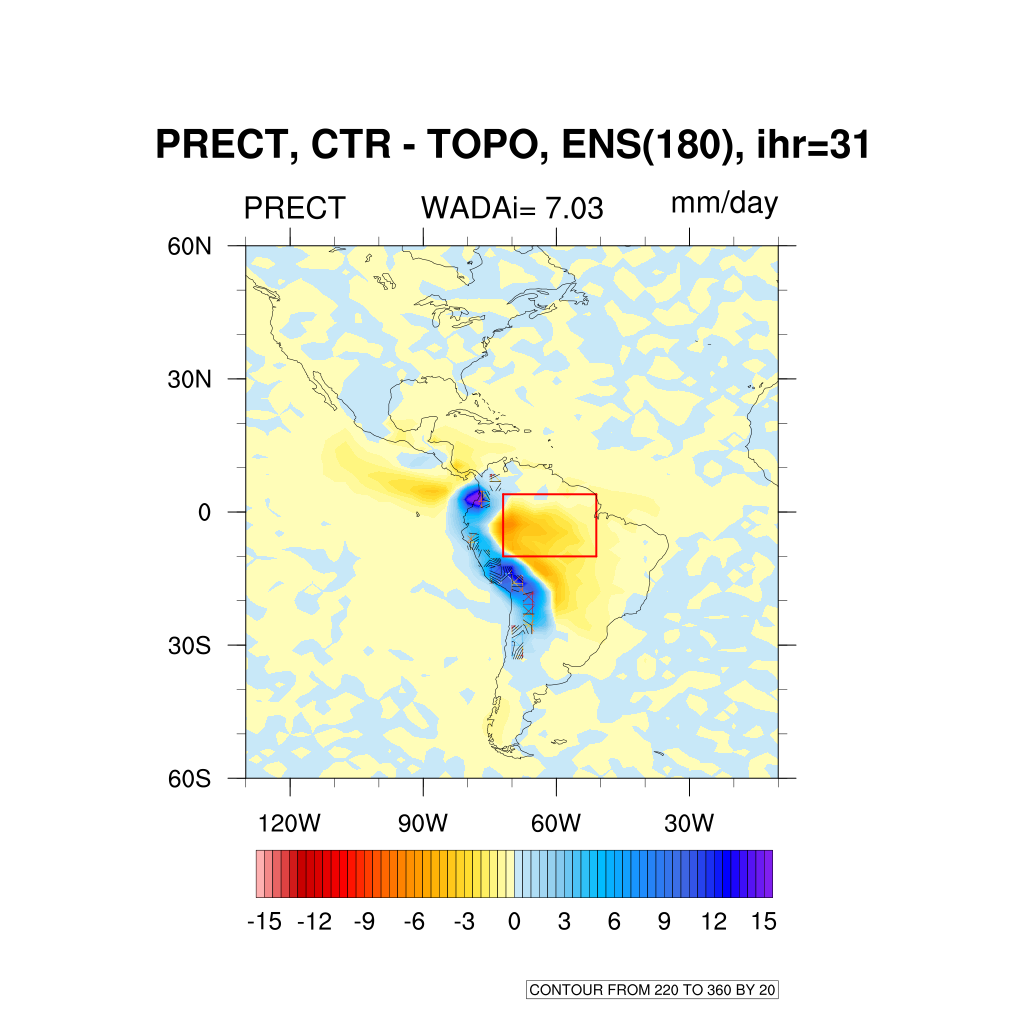 PRECT, CTR - TOPO, ENS(180), ihr=31
PRECT WADAi= 7.03 mm/day
60N
30N
0
30S
60S
120W 90W 60W 30W
-15 -12 -9 -6 -3 0 3 6 9 12 15
CONTOUR FROM 220 TO 360 BY 20